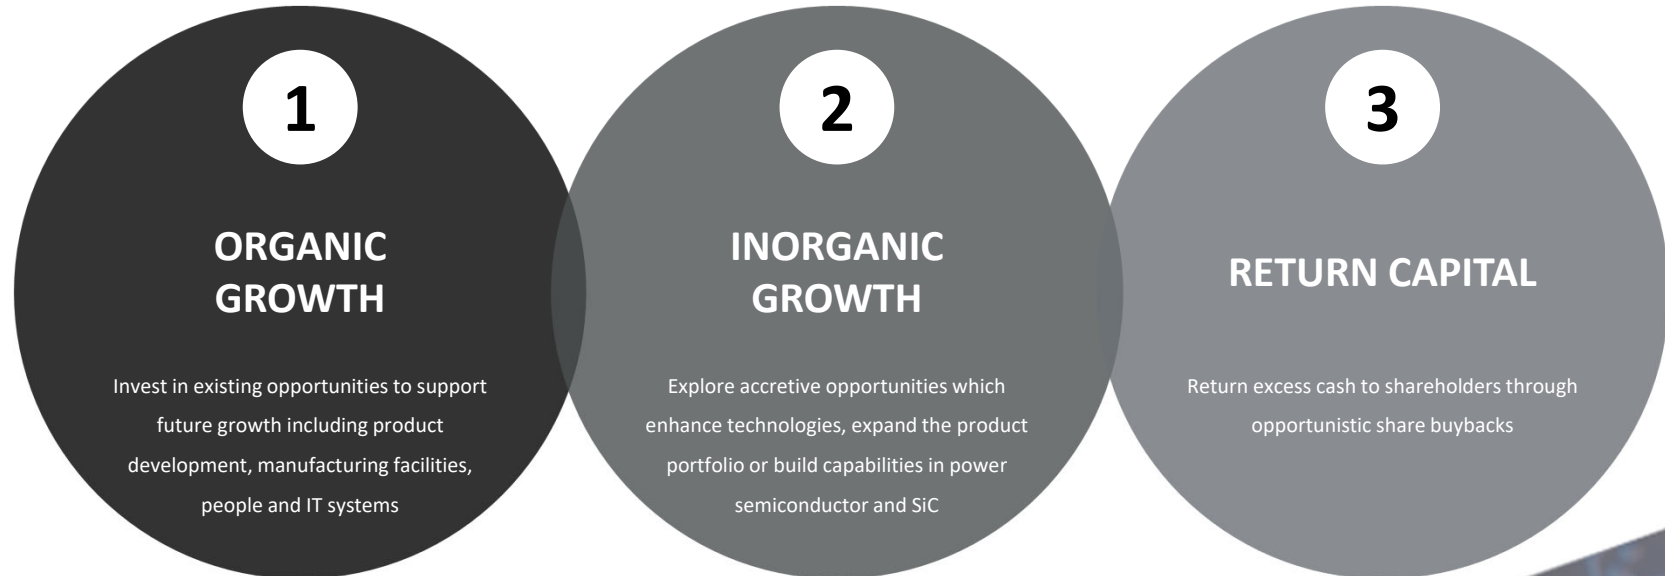 1
ORGANIC
GROWTH
Invest in existing opportunities to support
future growth including product
development, manufacturing facilities,
people and IT systems
2
INORGANIC
GROWTH
Explore accretive opportunities which
enhance technologies, expand the product
portfolio or build capabilities in power
semiconductor and SiC
3
RETURN CAPITAL
Return excess cash to shareholders through
opportunistic share buybacks